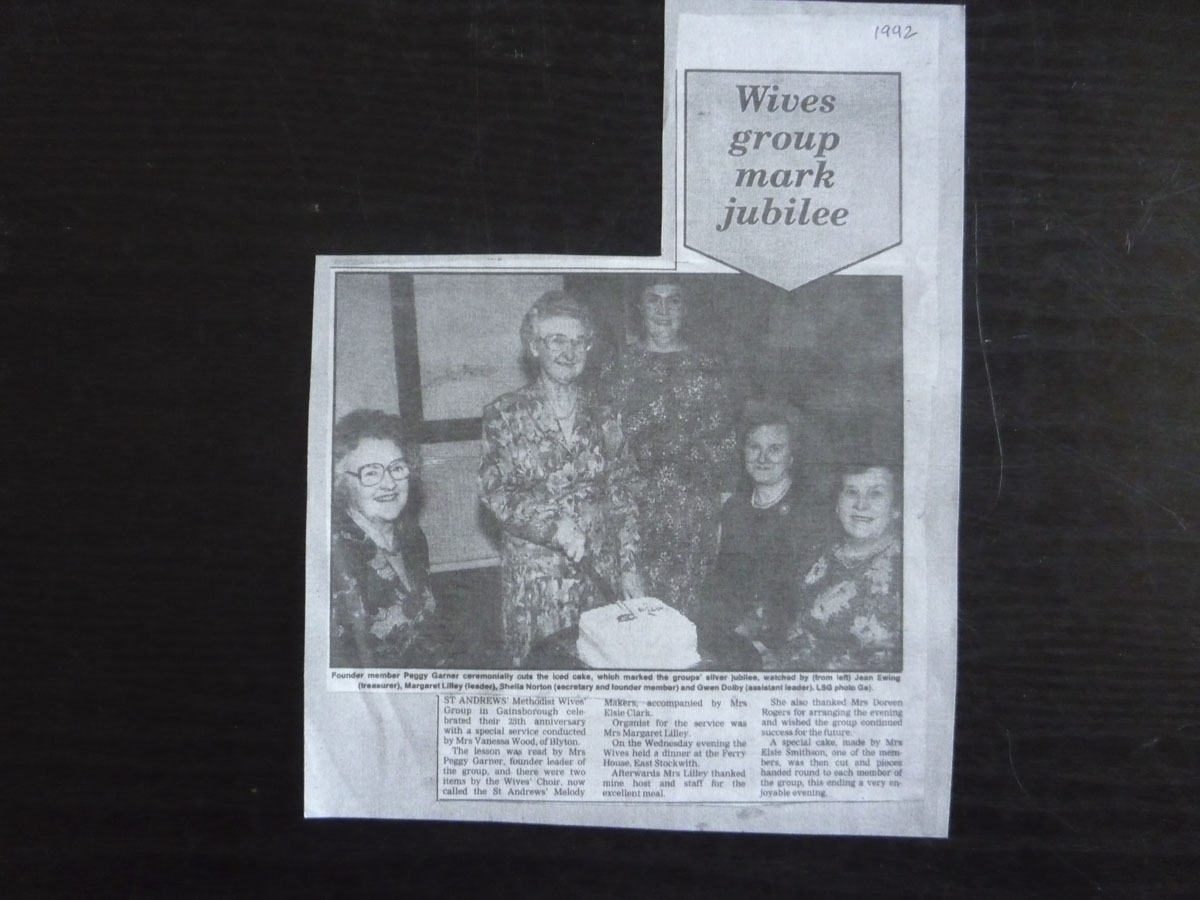 1992
Wives
group
mark
jubilee
Founder member Peggy Garner ceremonially cuts the iced cake, which marked the groups' silver jubilee, watched by (from left) Jean Ewing
(treasurer), Margaret Lilley (leader), Sheila Norton (secretary and founder member) and Gwen Dolby (assistant leader). LSG photo Gs).
ST ANDREWS' Methodist Wives'
Group in Gainsborough cele-
brated their 25th anniversary
with a special service conducted
by Mrs Vanessa Wood, of Blyton.
The lesson was read by Mrs
Peggy Garner, founder leader of
the group, and there were two
items by the Wives' Choir, now
called the St Andrews' Melody
Makers, accompanied by Mrs
Elsie Clark.
Organist for the service was
Mrs Margaret Lilley.
On the Wednesday evening the
Wives held a dinner at the Ferry
House, East Stockwith.
Afterwards Mrs Lilley thanked
mine host and staff for the
excellent meal.
She also thanked Mrs Doreen
Rogers for arranging the evening
and wished the group continued
success for the future.
A special cake, made by Mrs
Elsie Smithson, one of the mem-
bers, was then cut and pieces
handed round to each member of
the group, this ending a very en-
joyable evening.